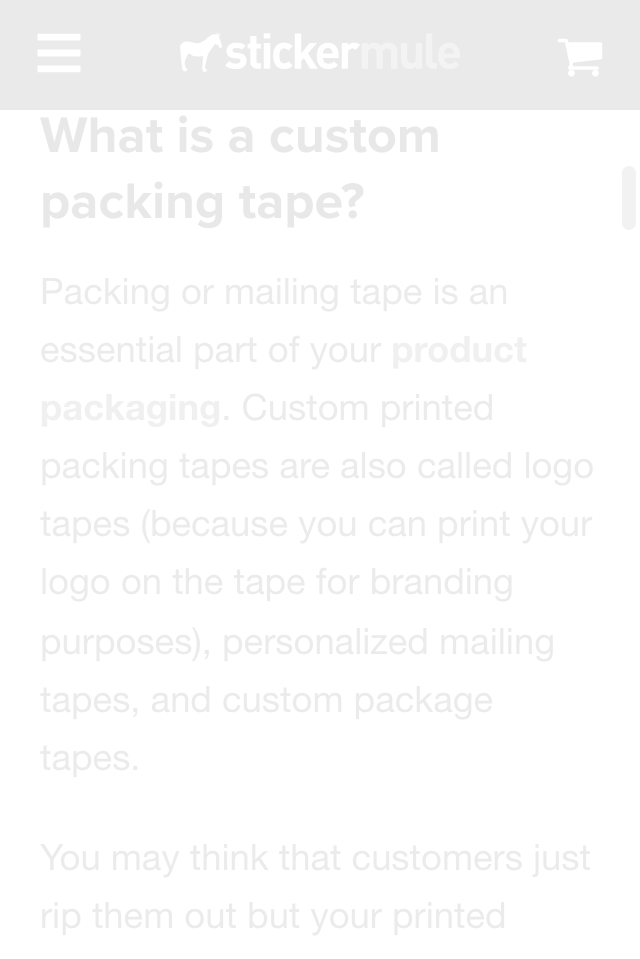 stickermule
What is a custom
packing tape?
Packing or mailing tape is an
essential part of your product
packaging. Custom printed
packing tapes are also called logo
tapes (because you can print your
logo on the tape for branding
purposes), personalized mailing
tapes, and custom package
tapes.
You may think that customers just
rip them out but your printed